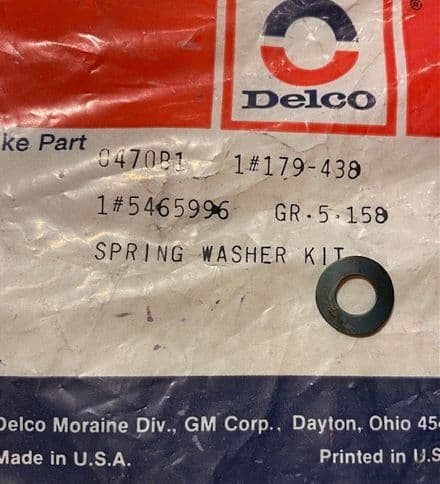 ®
Delco
ke Part
0470B1 1#179-438
1#5465996 GR.5.158
SPRING WASHER KIT
Delco Moraine Div., GM Corp., Dayton, Ohio 454
Made in U.S.A. Printed in U.S